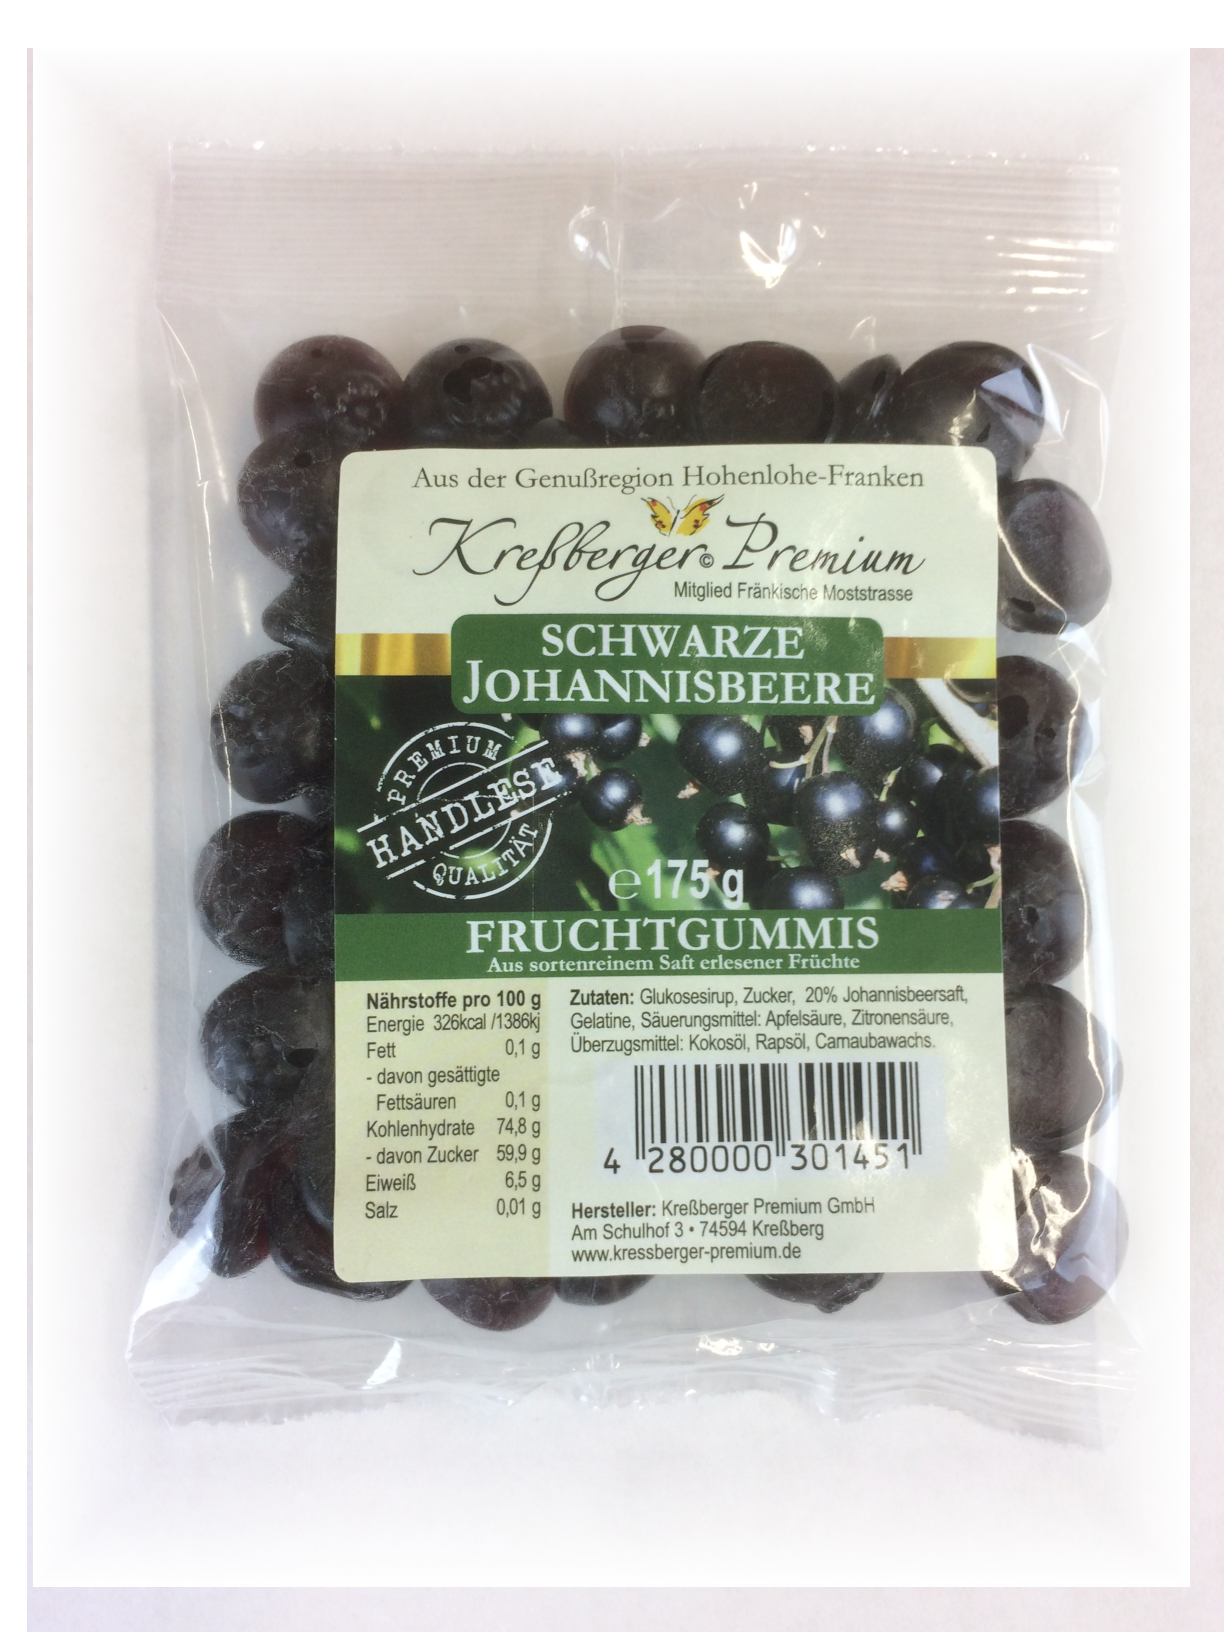 Aus der Genußregion Hohenlohe-Franken
Kreßberger© Premium
Mitglied Fränkische Moststrasse
SCHWARZE
JOHANNISBEERE
PREMIUM
HANDLESE
QUALITÄT
℮175 g
FRUCHTGUMMIS
Aus sortenreinem Saft erlesener Früchte
Nährstoffe pro 100 g
Energie 326kcal /1386kj
Fett 0,1 g
- davon gesättigte
Fettsäuren 0,1 g
Kohlenhydrate 74,8 g
- davon Zucker 59,9 g
Eiweiß 6,5 g
Salz 0,01 g
Zutaten: Glukosesirup, Zucker, 20% Johannisbeersaft,
Gelatine, Säuerungsmittel: Apfelsäure, Zitronensäure,
Überzugsmittel: Kokosöl, Rapsöl, Carnaubawachs.
4 280000 301451
Hersteller: Kreßberger Premium GmbH
Am Schulhof 3 • 74594 Kreßberg
www.kressberger-premium.de